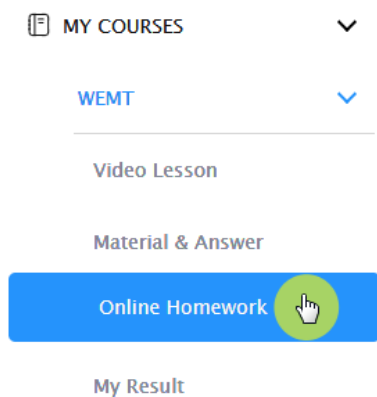 MY COURSES
WEMT
Video Lesson
Material & Answer
Online Homework
My Result